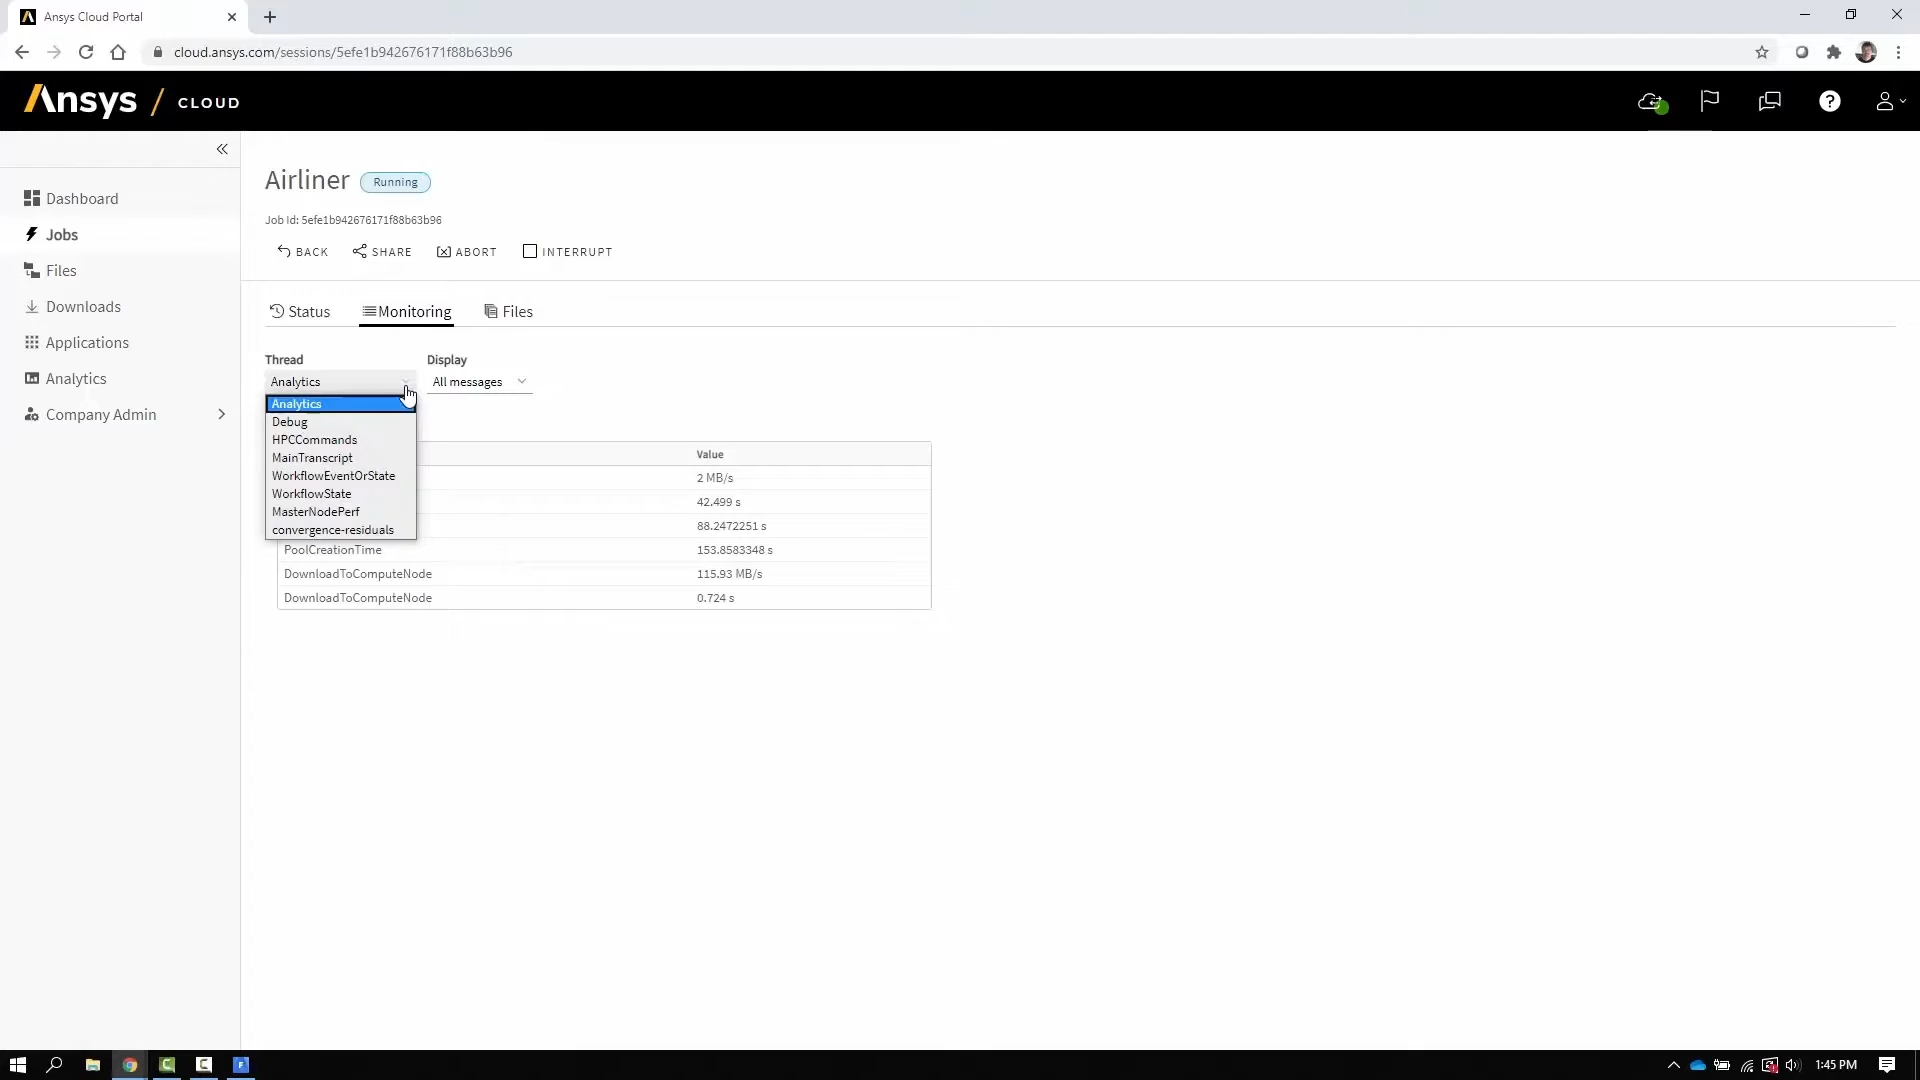 Ansys Cloud Portal
cloud.ansys.com/sessions/5efe1b942676171f88b63b96
Ansys / CLOUD
Dashboard
Jobs
Files
Downloads
Applications
Analytics
Company Admin
Airliner Running
Job Id: 5efe1b942676171f88b63b96
BACK SHARE ABORT INTERRUPT
Status Monitoring Files
Thread Display
Analytics All messages
Analytics
Debug
HPCCommands
MainTranscript
WorkflowEventOrState
WorkflowState
MasterNodePerf
convergence-residuals
Value
2 MB/s
42.499 s
88.2472251 s
PoolCreationTime 153.8583348 s
DownloadToComputeNode 115.93 MB/s
DownloadToComputeNode 0.724 s
1:45 PM